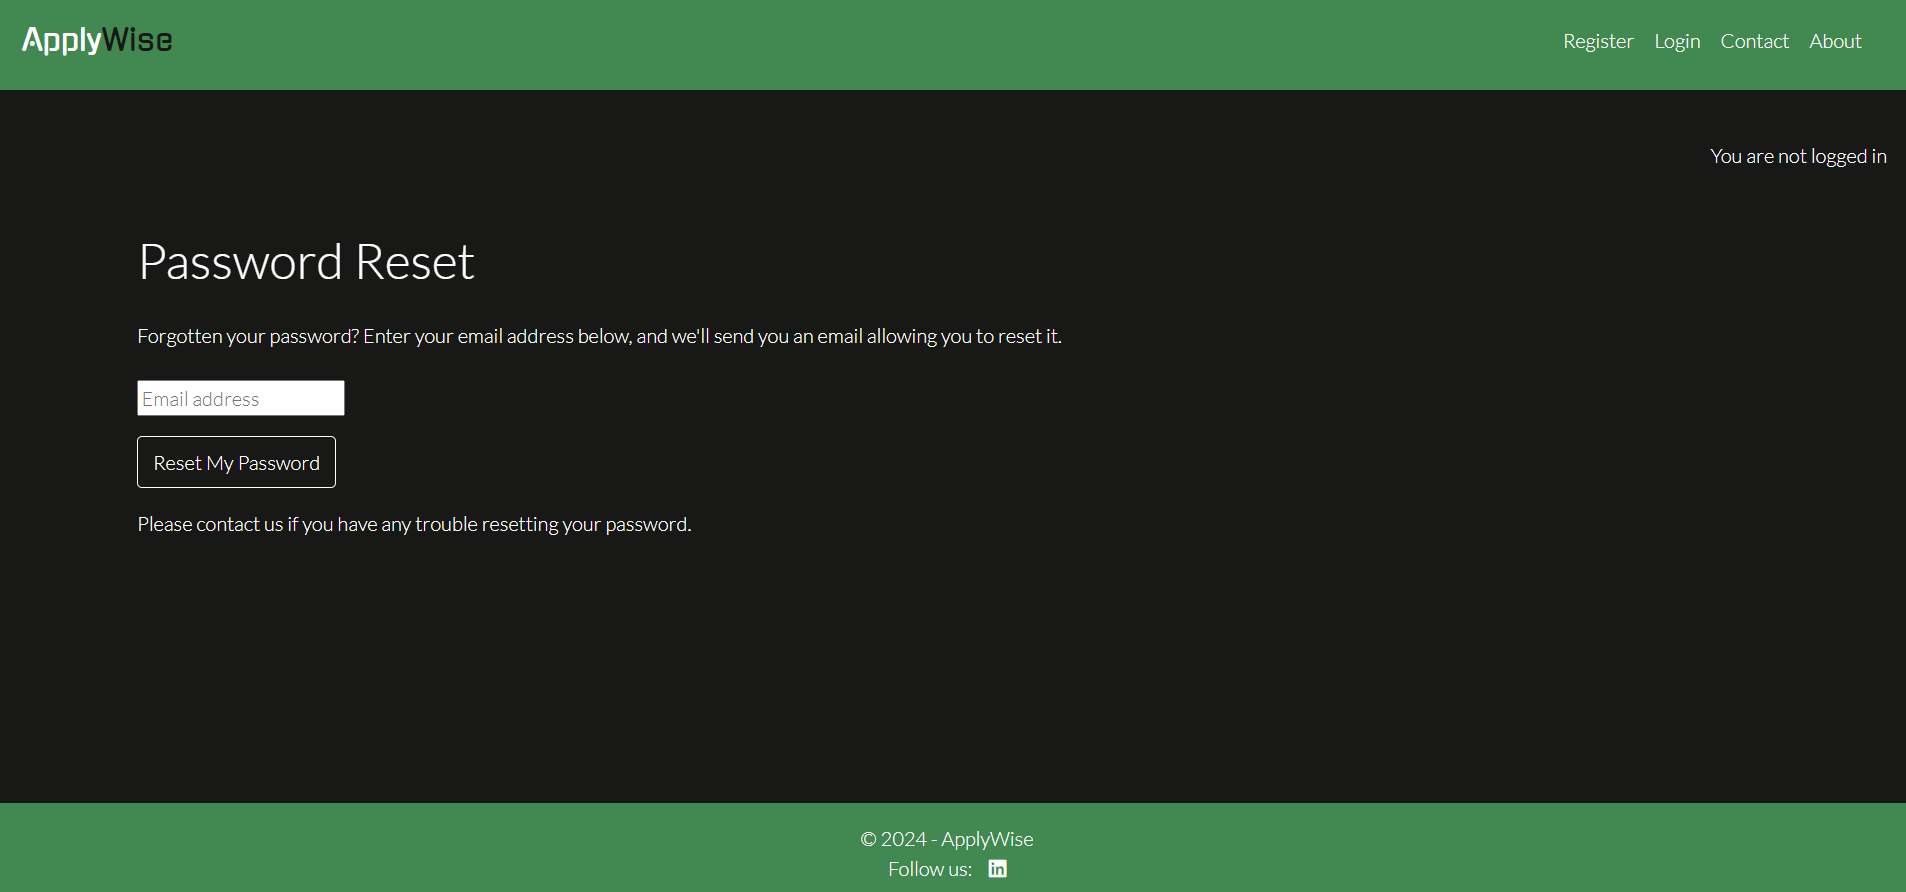 ApplyWise
Register Login Contact About
You are not logged in
Password Reset
Forgotten your password? Enter your email address below, and we'll send you an email allowing you to reset it.
Email address
Reset My Password
Please contact us if you have any trouble resetting your password.
© 2024 - ApplyWise
Follow us: in